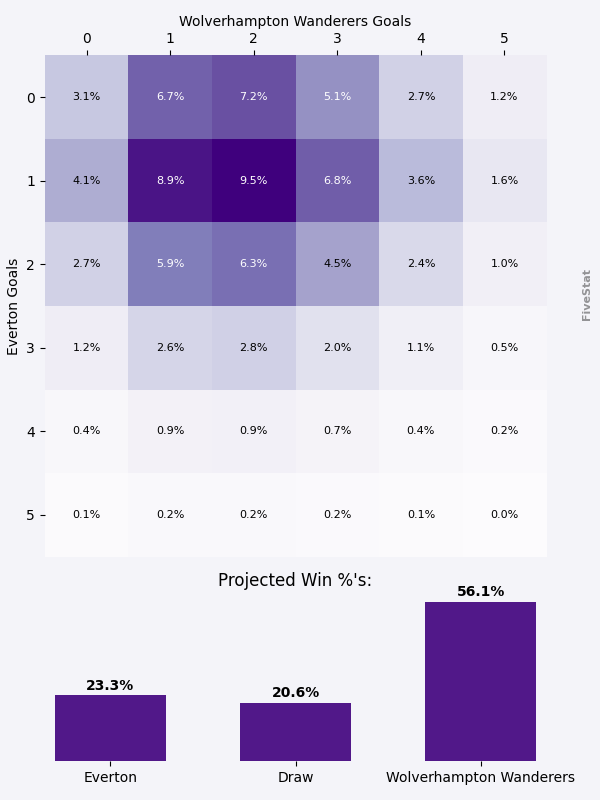 Wolverhampton Wanderers Goals
0 1 2 3 4 5
0 3.1% 6.7% 7.2% 5.1% 2.7% 1.2%
1 4.1% 8.9% 9.5% 6.8% 3.6% 1.6%
2 2.7% 5.9% 6.3% 4.5% 2.4% 1.0%
3 1.2% 2.6% 2.8% 2.0% 1.1% 0.5%
4 0.4% 0.9% 0.9% 0.7% 0.4% 0.2%
5 0.1% 0.2% 0.2% 0.2% 0.1% 0.0%
Everton Goals
FiveStat
Projected Win %'s:
23.3% 20.6% 56.1%
Everton Draw Wolverhampton Wanderers